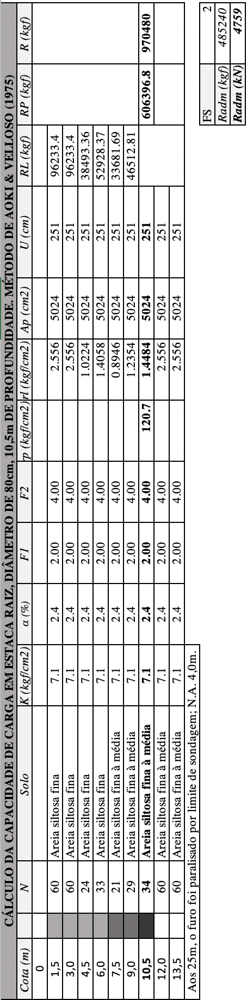 CÁLCULO DA CAPACIDADE DE CARGA EM ESTACA RAIZ, DIÂMETRO DE 80cm, 10,5m DE PROFUNDIDADE. MÉTODO DE AOKI & VELLOSO (1975)
Cota (m) N Solo K (kgf/cm2) α (%) F1 F2 rp (kgf/cm2) rl (kgf/cm2) Ap (cm2) U (cm) RL (kgf) RP (kgf) R (kgf)
0
1,5 60 Areia siltosa fina 7.1 2.4 2.00 4.00 2.556 5024 251 96233.4
3,0 60 Areia siltosa fina 7.1 2.4 2.00 4.00 2.556 5024 251 96233.4
4,5 24 Areia siltosa fina 7.1 2.4 2.00 4.00 1.0224 5024 251 38493.36
6,0 33 Areia siltosa fina 7.1 2.4 2.00 4.00 1.4058 5024 251 52928.37
7,5 21 Areia siltosa fina à média 7.1 2.4 2.00 4.00 0.8946 5024 251 33681.69
9,0 29 Areia siltosa fina à média 7.1 2.4 2.00 4.00 1.2354 5024 251 46512.81
10,5 34 Areia siltosa fina à média 7.1 2.4 2.00 4.00 120.7 1.4484 5024 251 606396.8 970480
12,0 60 Areia siltosa fina à média 7.1 2.4 2.00 4.00 2.556 5024 251
13,5 60 Areia siltosa fina à média 7.1 2.4 2.00 4.00 2.556 5024 251
Aos 25m, o furo foi paralisado por limite de sondagem; N.A. 4,0m.
FS 2
Radm (kgf) 485240
Radm (kN) 4759